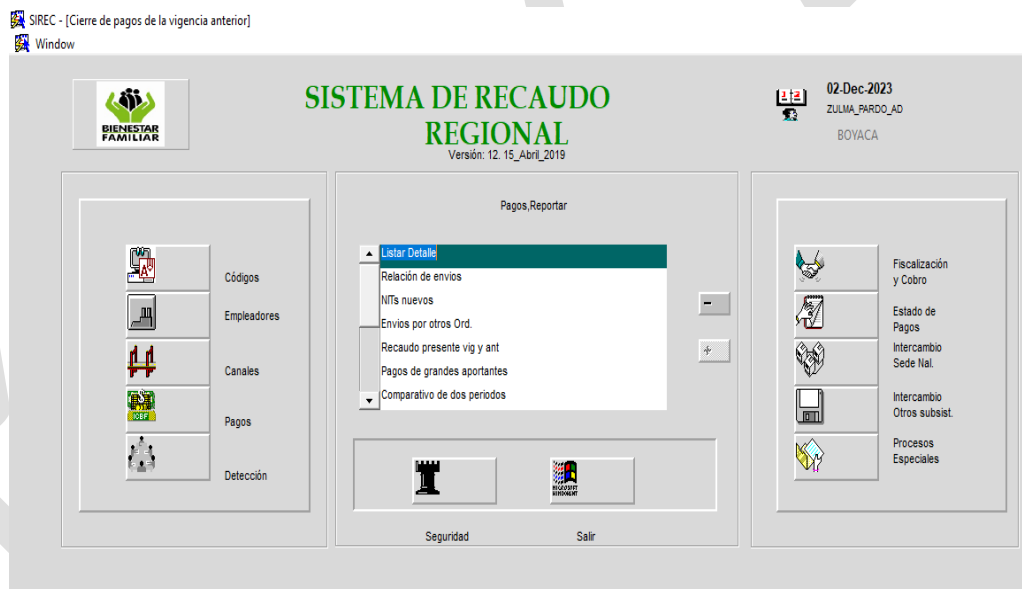 SIREC - [Cierre de pagos de la vigencia anterior]
Window
BIENESTAR
FAMILIAR
SISTEMA DE RECAUDO
REGIONAL
Versión: 12. 15_Abril_2019
02-Dec-2023
ZULMA_PARDO_AD
BOYACA
Códigos
Empleadores
Canales
ICBF
Pagos
Detección
Pagos,Reportar
Listar Detalle
Relación de envios
NITs nuevos
Envios por otros Ord.
Recaudo presente vig y ant
Pagos de grandes aportantes
Comparativo de dos periodos
-
+
Seguridad
Salir
Fiscalización
y Cobro
Estado de
Pagos
Intercambio
Sede Nal.
Intercambio
Otros subsist.
Procesos
Especiales